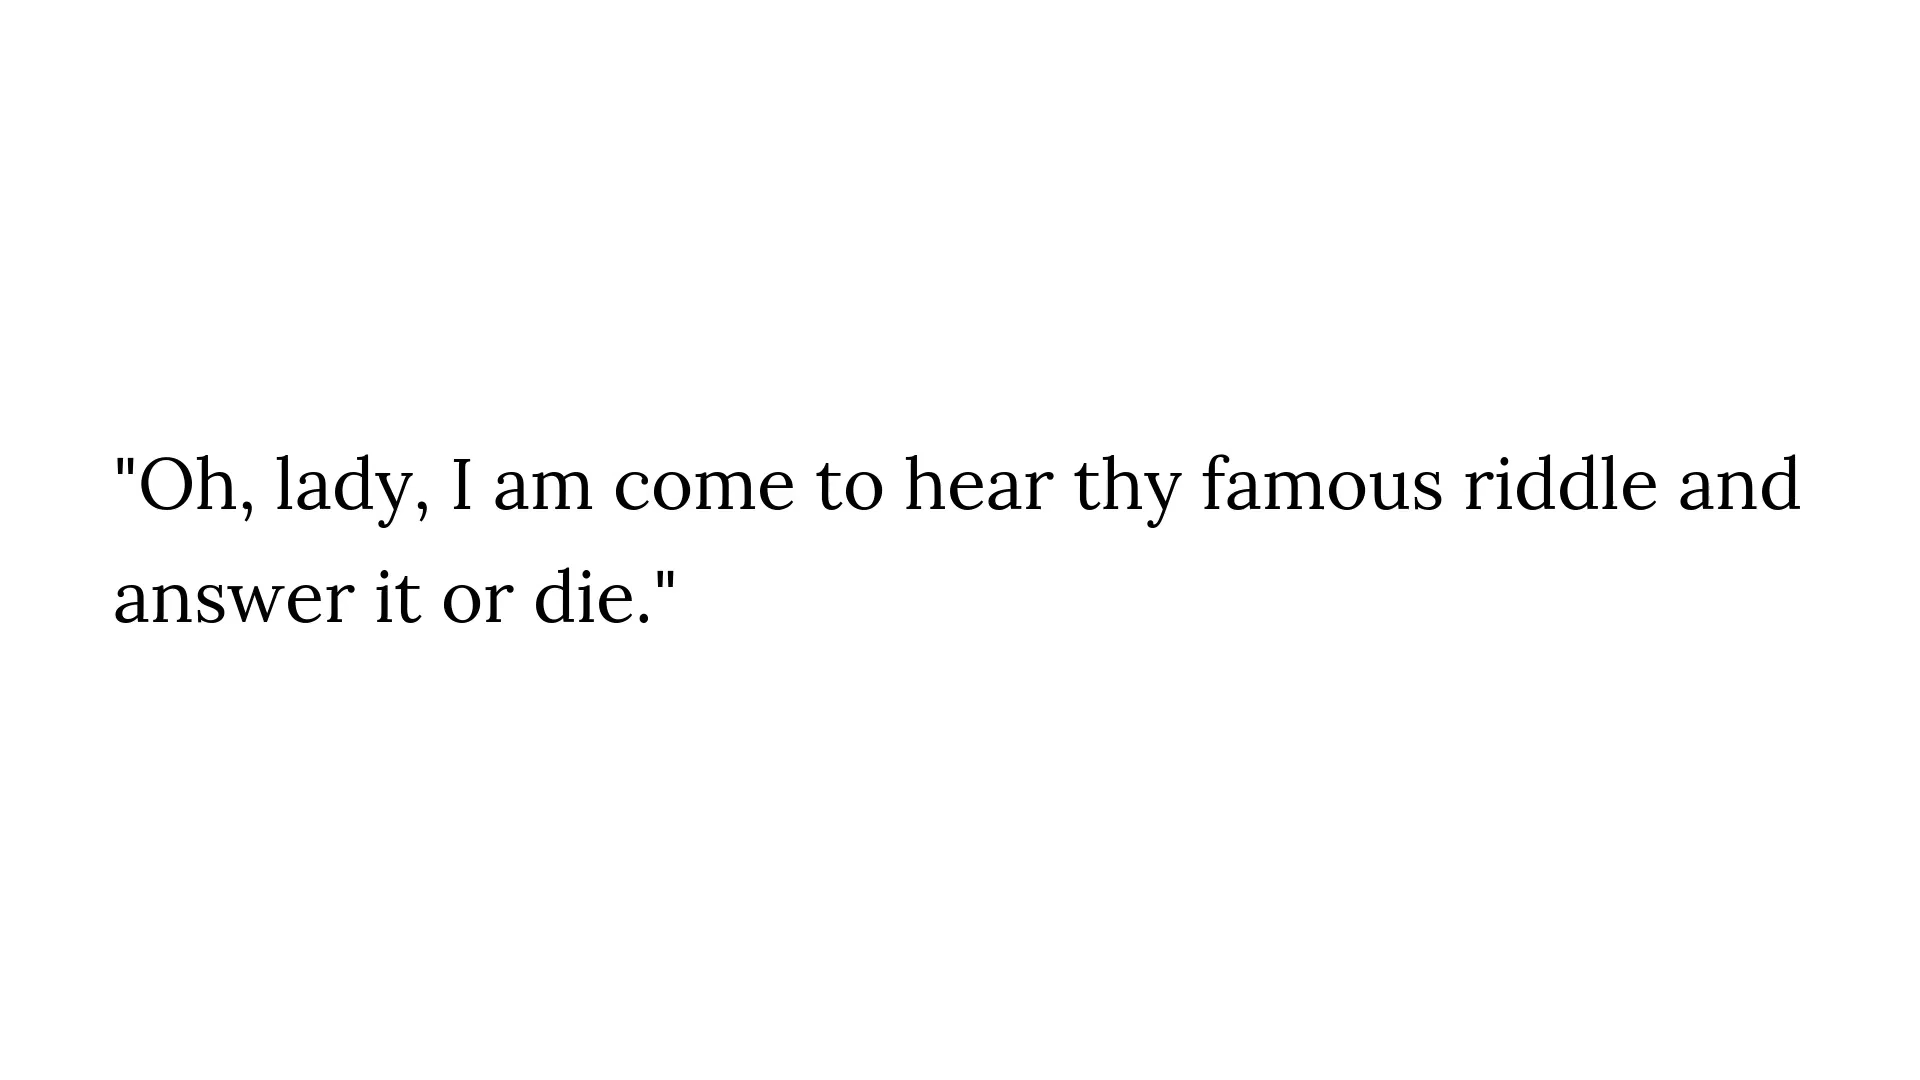 "Oh, lady, I am come to hear thy famous riddle and
answer it or die."